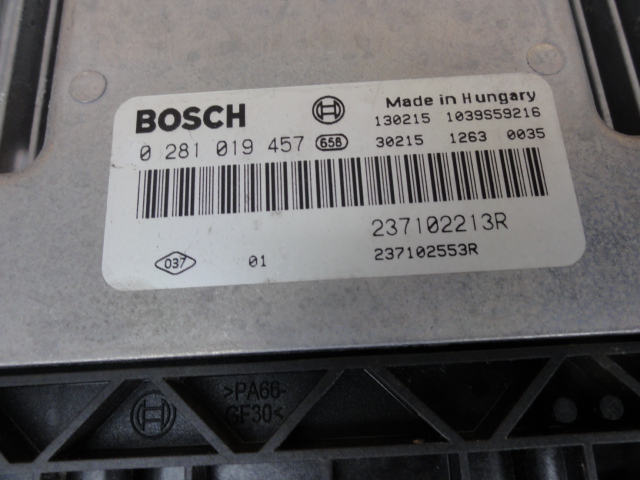 BOSCH
Made in Hungary
130215 1039S59216
0 281 019 457 65B 30215 1263 0035
237102213R
037 01 237102553R
>PA66-
GF30<